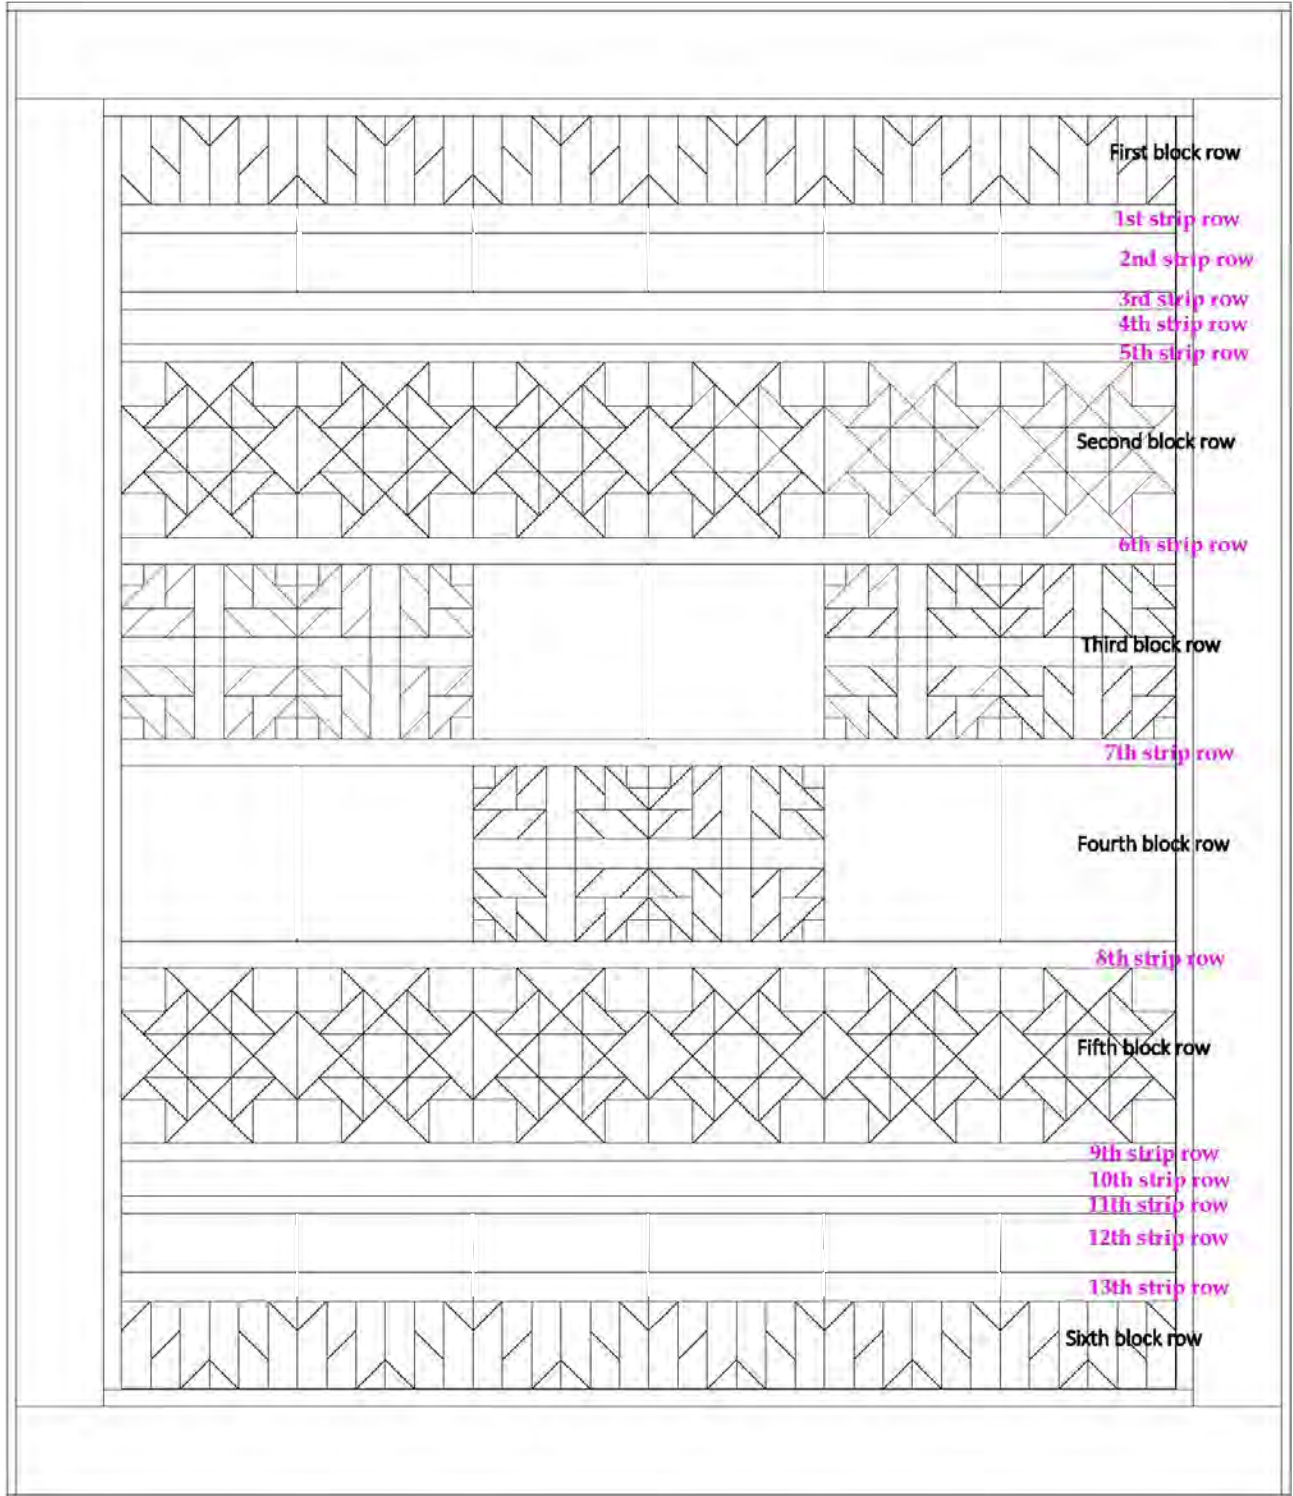 First block row
1st strip row
2nd strip row
3rd strip row
4th strip row
5th strip row
Second block row
6th strip row
Third block row
7th strip row
Fourth block row
8th strip row
Fifth block row
9th strip row
10th strip row
11th strip row
12th strip row
13th strip row
Sixth block row